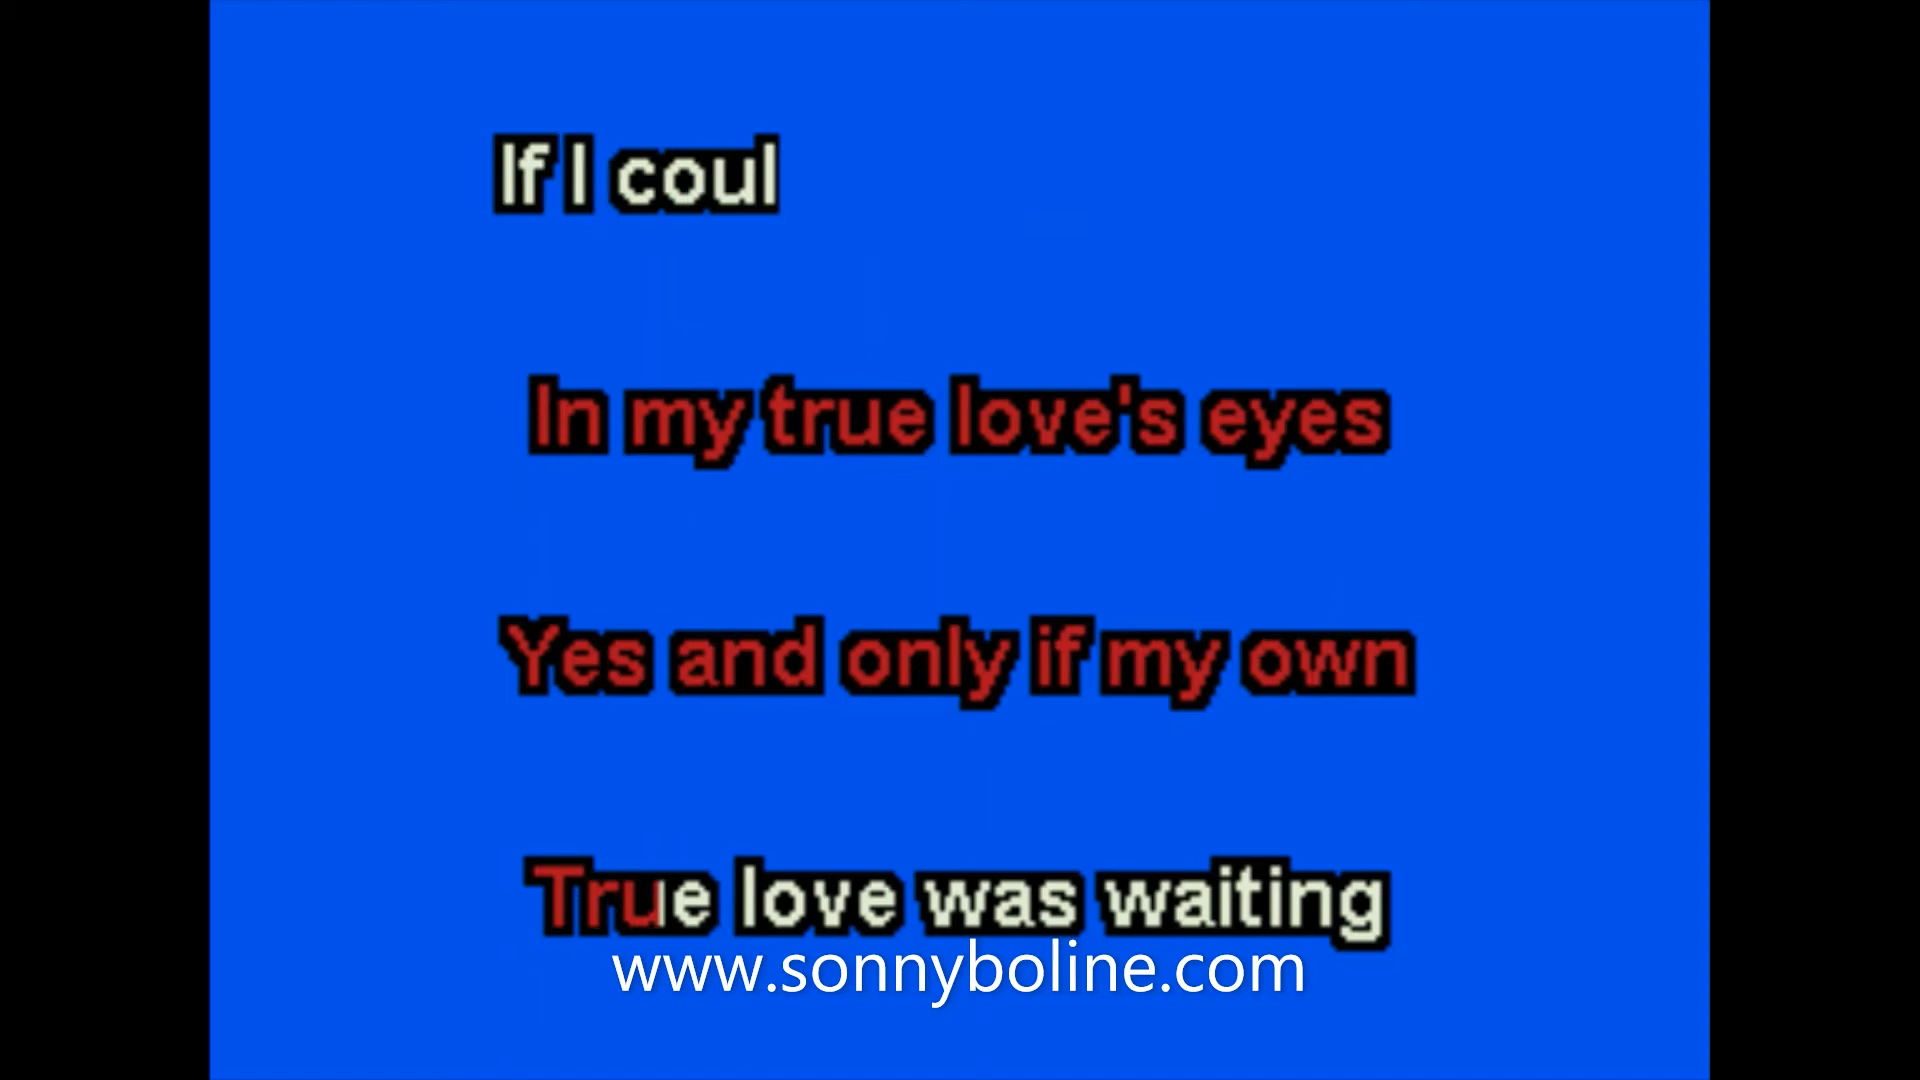 If I coul
In my true love's eyes
Yes and only if my own
True love was waiting
www.sonnyboline.com